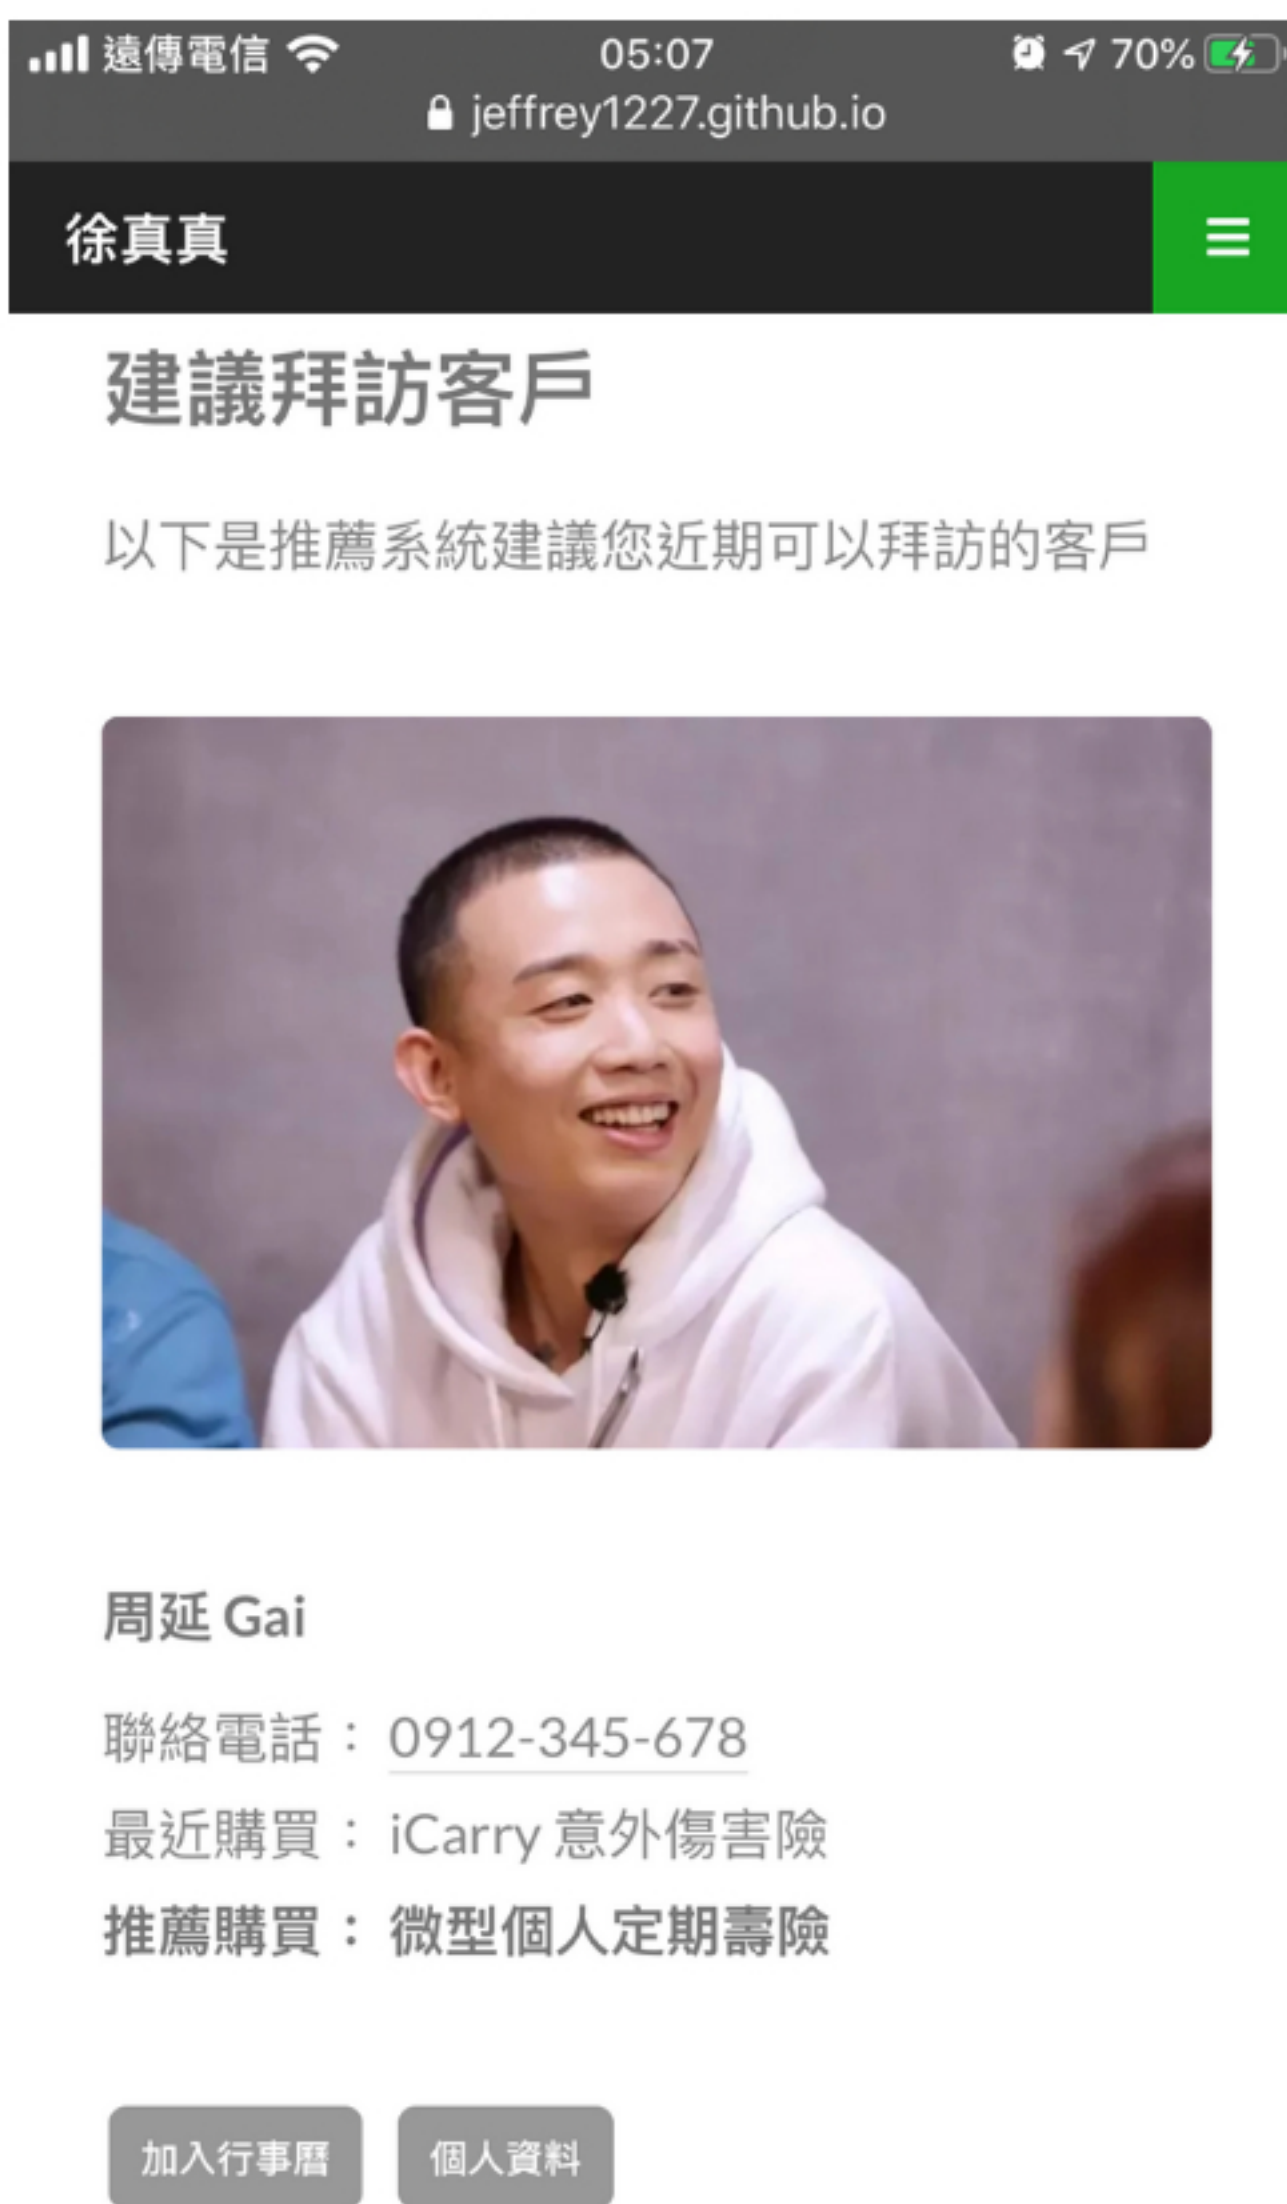 遠傳電信 05:07 70%
jeffrey1227.github.io
徐真真
建議拜訪客戶
以下是推薦系統建議您近期可以拜訪的客戶
周延 Gai
聯絡電話： 0912-345-678
最近購買： iCarry 意外傷害險
推薦購買： 微型個人定期壽險
加入行事曆 個人資料